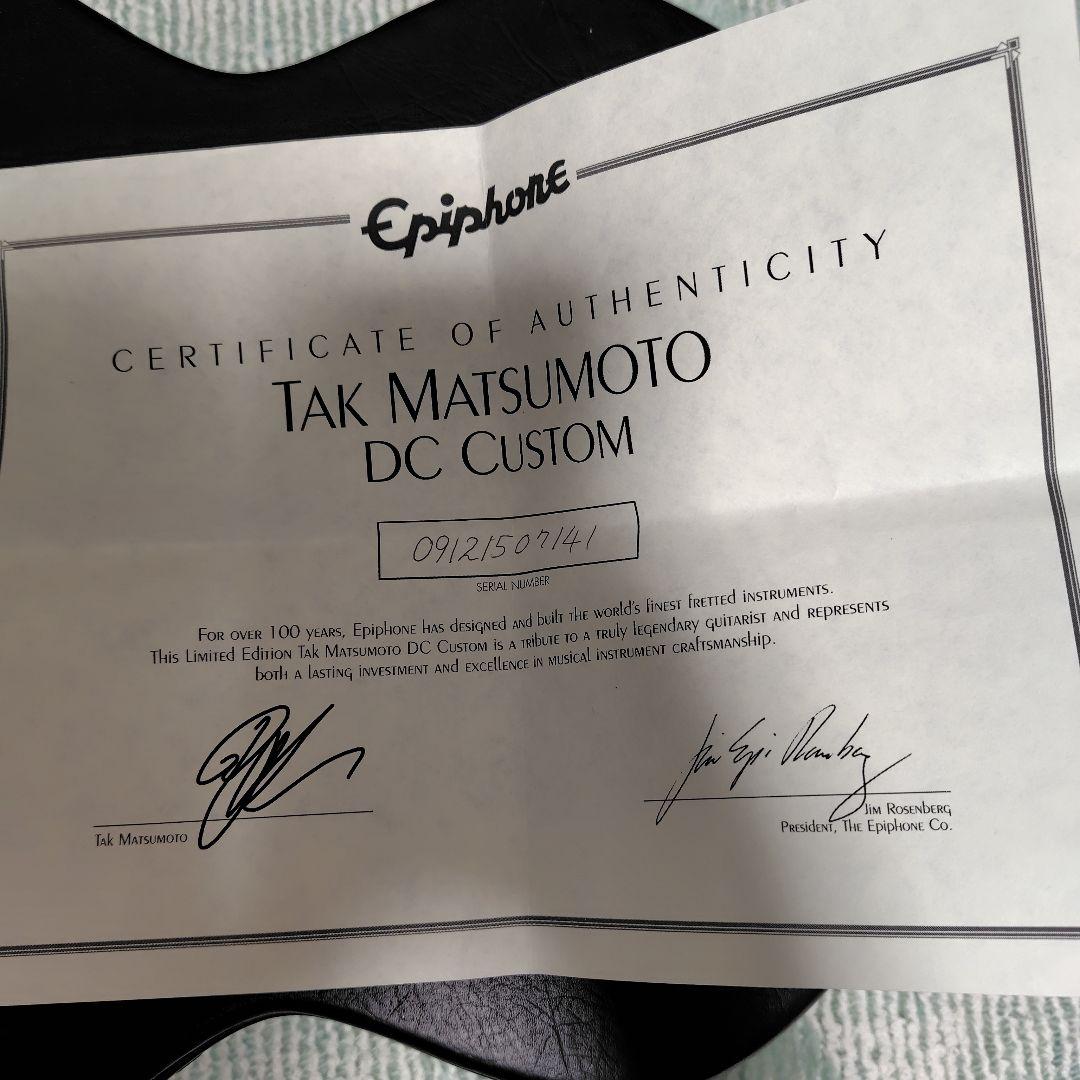 Epiphone
CERTIFICATE OF AUTHENTICITY
TAK MATSUMOTO
DC CUSTOM
09121507141
SERIAL NUMBER
FOR OVER 100 YEARS, EPIPHONE HAS DESIGNED AND BUILT THE WORLD'S FINEST FRETTED INSTRUMENTS.
THIS LIMITED EDITION TAK MATSUMOTO DC CUSTOM IS A TRIBUTE TO A TRULY LEGENDARY GUITARIST AND REPRESENTS
BOTH A LASTING INVESTMENT AND EXCELLENCE IN MUSICAL INSTRUMENT CRAFTSMANSHIP.
Jim "Epi" Rosenberg
TAK MATSUMOTO
JIM ROSENBERG
PRESIDENT, THE EPIPHONE CO.